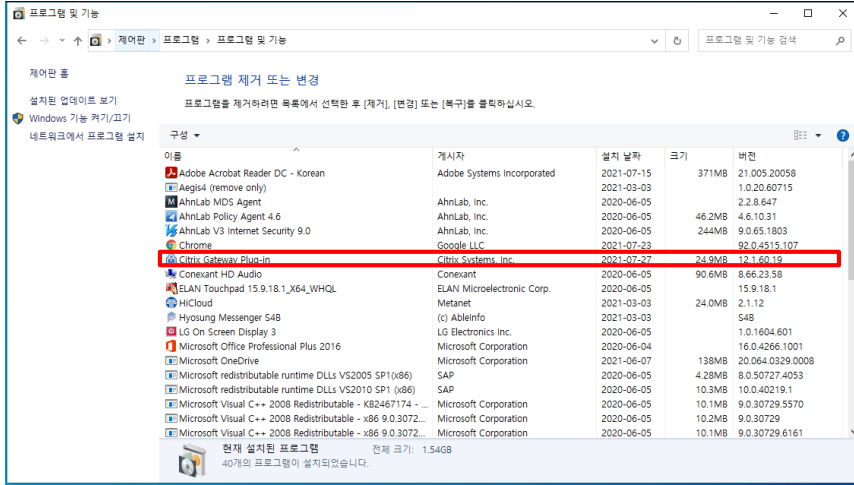 프로그램 및 기능
제어판 > 프로그램 > 프로그램 및 기능
프로그램 및 기능 검색
제어판 홈
설치된 업데이트 보기
Windows 기능 켜기/끄기
네트워크에서 프로그램 설치
프로그램 제거 또는 변경
프로그램을 제거하려면 목록에서 선택한 후 [제거], [변경] 또는 [복구]를 클릭하십시오.
구성
이름 게시자 설치 날짜 크기 버전
Adobe Acrobat Reader DC - Korean Adobe Systems Incorporated 2021-07-15 371MB 21.005.20058
Aegis4 (remove only) 2021-03-03 1.0.20.60715
AhnLab MDS Agent AhnLab, Inc. 2020-06-05 2.2.8.647
AhnLab Policy Agent 4.6 AhnLab, Inc. 2020-06-05 46.2MB 4.6.10.31
AhnLab V3 Internet Security 9.0 AhnLab, Inc. 2020-06-05 244MB 9.0.65.1803
Chrome Google LLC 2021-07-23 92.0.4515.107
Citrix Gateway Plug-in Citrix Systems, Inc. 2021-07-27 24.9MB 12.1.60.19
Conexant HD Audio Conexant 2020-06-05 90.6MB 8.66.23.58
ELAN Touchpad 15.9.18.1_X64_WHQL ELAN Microelectronic Corp. 2020-06-05 15.9.18.1
HiCloud Metanet 2021-03-03 24.0MB 2.1.12
Hyosung Messenger S4B (c) AbleInfo 2021-03-03 S4B
LG On Screen Display 3 LG Electronics Inc. 2020-06-05 1.0.1604.601
Microsoft Office Professional Plus 2016 Microsoft Corporation 2020-06-04 16.0.4266.1001
Microsoft OneDrive Microsoft Corporation 2021-06-07 138MB 20.064.0329.0008
Microsoft redistributable runtime DLLs VS2005 SP1(x86) SAP 2020-06-05 4.28MB 8.0.50727.4053
Microsoft redistributable runtime DLLs VS2010 SP1 (x86) SAP 2020-06-05 10.3MB 10.0.40219.1
Microsoft Visual C++ 2008 Redistributable - KB2467174 - ... Microsoft Corporation 2020-06-05 10.1MB 9.0.30729.5570
Microsoft Visual C++ 2008 Redistributable - x86 9.0.3072... Microsoft Corporation 2020-06-05 10.2MB 9.0.30729
Microsoft Visual C++ 2008 Redistributable - x86 9.0.3072... Microsoft Corporation 2020-06-05 10.1MB 9.0.30729.6161
현재 설치된 프로그램 전체 크기: 1.54GB
40개의 프로그램이 설치되었습니다.